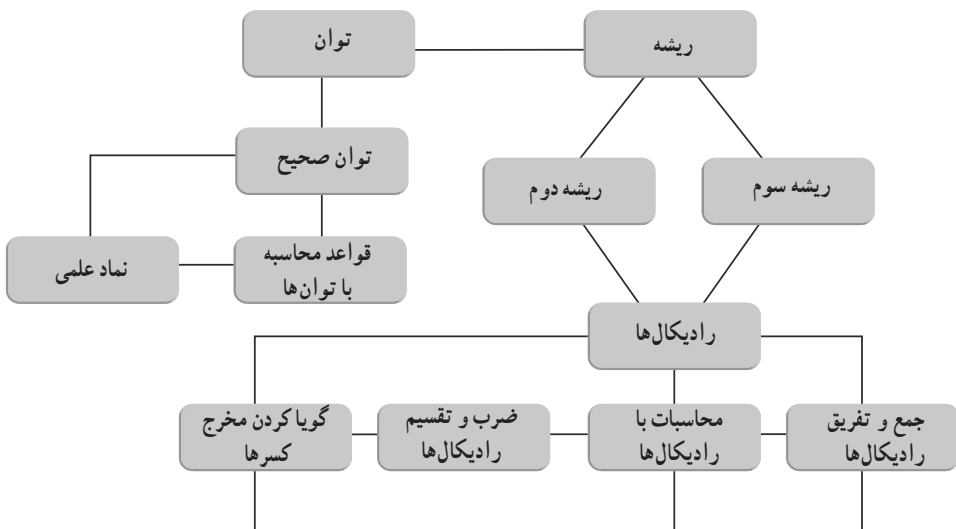 ریشه
توان
توان صحیح
ریشه سوم
ریشه دوم
قواعد محاسبه
با توان‌ها
نماد علمی
رادیکال‌ها
جمع و تفریق
رادیکال‌ها
محاسبات با
رادیکال‌ها
ضرب و تقسیم
رادیکال‌ها
گویا کردن مخرج
کسرها